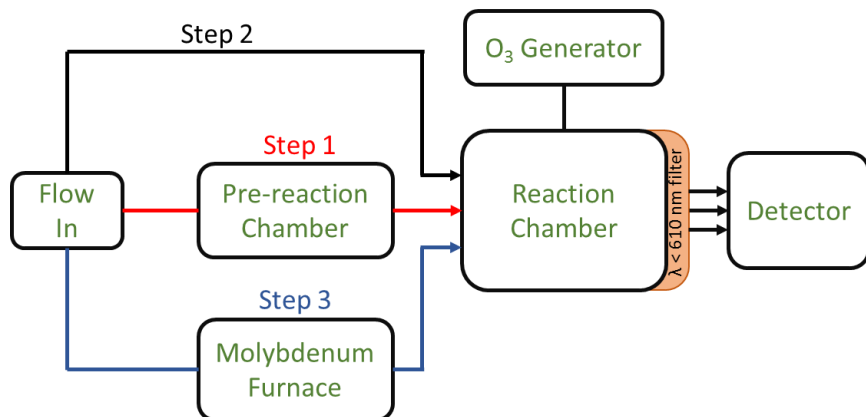 Step 2
O₃ Generator
Step 1
Flow
In
Pre-reaction
Chamber
Reaction
Chamber
λ < 610 nm filter
Detector
Step 3
Molybdenum
Furnace